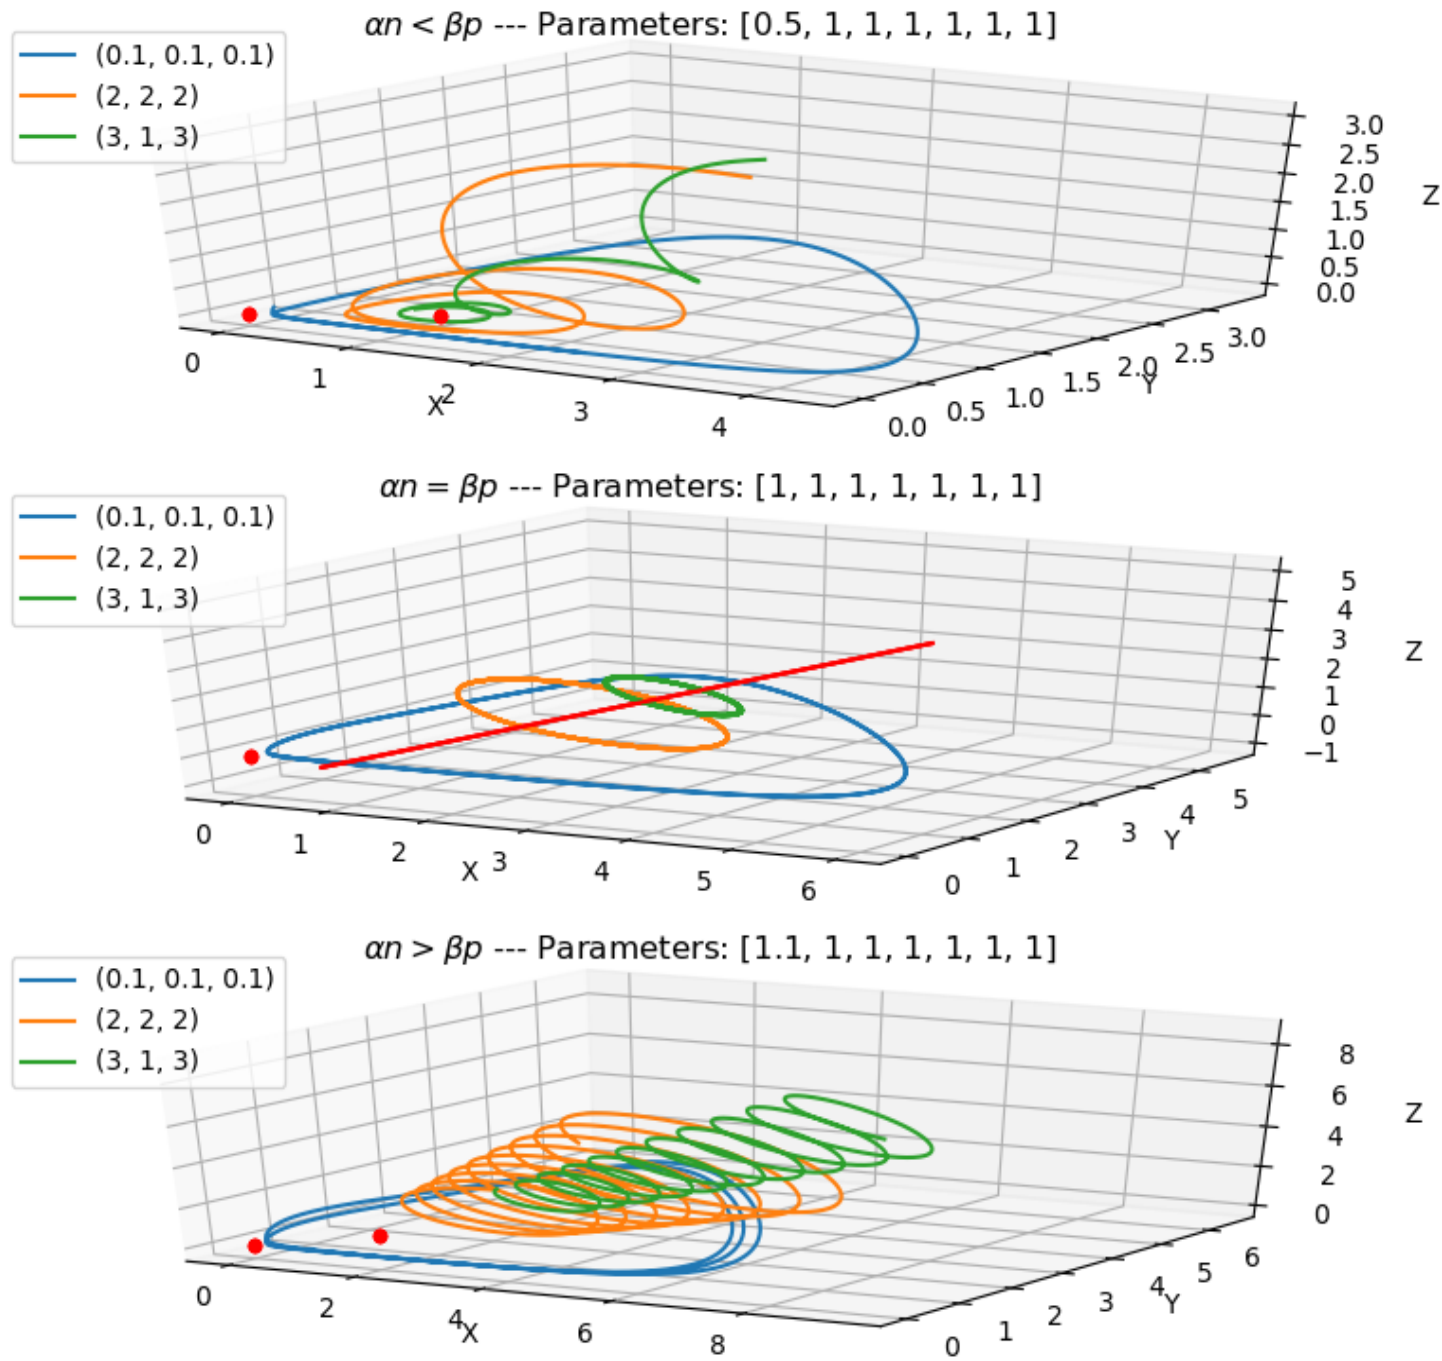 αn < βp --- Parameters: [0.5, 1, 1, 1, 1, 1, 1]
(0.1, 0.1, 0.1)
(2, 2, 2)
(3, 1, 3)
3.0
2.5
2.0
1.5
1.0
0.5
0.0
Z
0
1
2
3
4
X
0.0
0.5
1.0
1.5
2.0
2.5
3.0
Y
αn = βp --- Parameters: [1, 1, 1, 1, 1, 1, 1]
(0.1, 0.1, 0.1)
(2, 2, 2)
(3, 1, 3)
5
4
3
2
1
0
−1
Z
0
1
2
3
4
5
6
X
0
1
2
3
4
5
Y
αn > βp --- Parameters: [1.1, 1, 1, 1, 1, 1, 1]
(0.1, 0.1, 0.1)
(2, 2, 2)
(3, 1, 3)
8
6
4
2
0
Z
0
2
4
6
8
X
0
1
2
3
4
5
6
Y